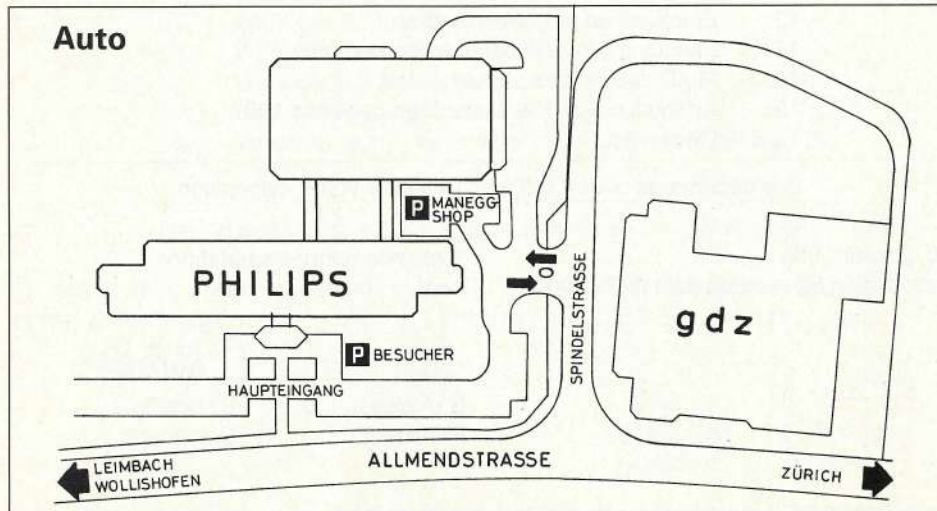 Auto
P MANEGG
SHOP
PHILIPS
P BESUCHER
HAUPTEINGANG
SPINDELSTRASSE
gdz
ALLMENDSTRASSE
LEIMBACH
WOLLISHOFEN
ZÜRICH